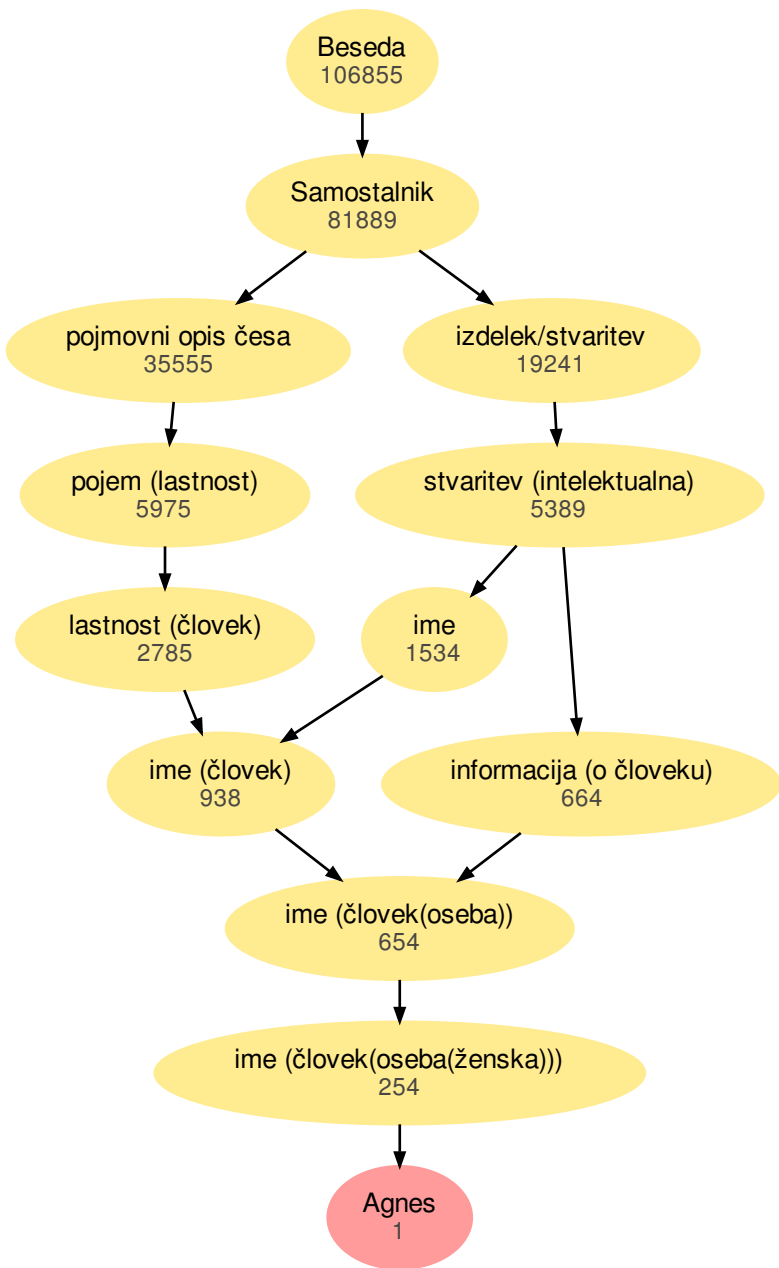 Beseda
106855
Samostalnik
81889
pojmovni opis česa
35555
izdelek/stvaritev
19241
pojem (lastnost)
5975
stvaritev (intelektualna)
5389
lastnost (človek)
2785
ime
1534
ime (človek)
938
informacija (o človeku)
664
ime (človek(oseba))
654
ime (človek(oseba(ženska)))
254
Agnes
1